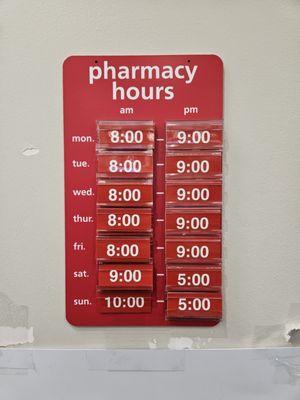 pharmacy
hours
am pm
mon. 8:00 – 9:00
tue. 8:00 – 9:00
wed. 8:00 – 9:00
thur. 8:00 – 9:00
fri. 8:00 – 9:00
sat. 9:00 – 5:00
sun. 10:00 – 5:00